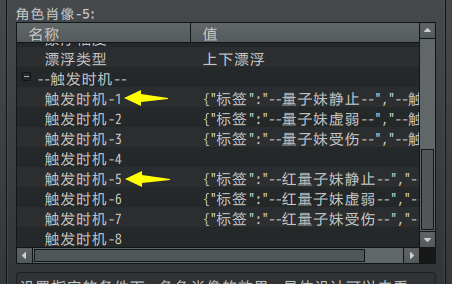 角色肖像-5:
名称 值
漂浮类型 上下漂浮
--触发时机--
触发时机-1 {"标签":"--量子妹静止--","--触
触发时机-2 {"标签":"--量子妹虚弱--","--触
触发时机-3 {"标签":"--量子妹受伤--","--触
触发时机-4
触发时机-5 {"标签":"--红量子妹静止--","-
触发时机-6 {"标签":"--红量子妹虚弱--","-
触发时机-7 {"标签":"--红量子妹受伤--","-
触发时机-8